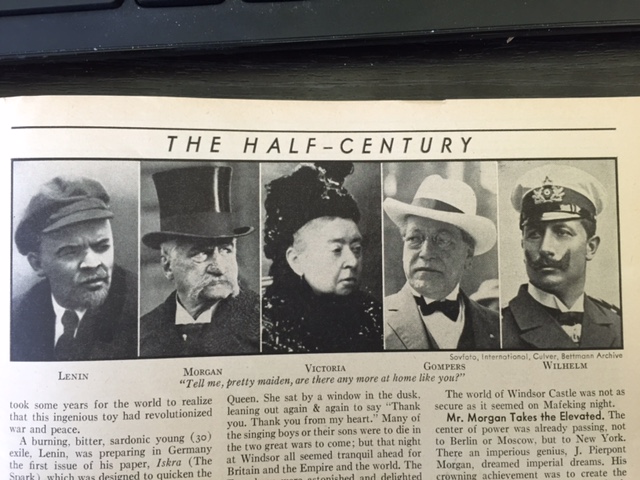 THE HALF-CENTURY
Sovfoto, International, Culver, Bettmann Archive
LENIN
MORGAN
VICTORIA
GOMPERS
WILHELM
"Tell me, pretty maiden, are there any more at home like you?"
took some years for the world to realize
that this ingenious toy had revolutionized
war and peace.
A burning, bitter, sardonic young (30)
exile, Lenin, was preparing in Germany
the first issue of his paper, Iskra (The
Spark), which was designed to quicken the
Queen. She sat by a window in the dusk,
leaning out again & again to say "Thank
you. Thank you from my heart." Many of
the singing boys or their sons were to die in
the two great wars to come; but that night
at Windsor all seemed tranquil ahead for
Britain and the Empire and the world. The
were astonished and delighted
The world of Windsor Castle was not as
secure as it seemed on Mafeking night.
Mr. Morgan Takes the Elevated. The
center of power was already passing, not
to Berlin or Moscow, but to New York.
There an imperious genius, J. Pierpont
Morgan, dreamed imperial dreams. His
crowning achievement was to create the